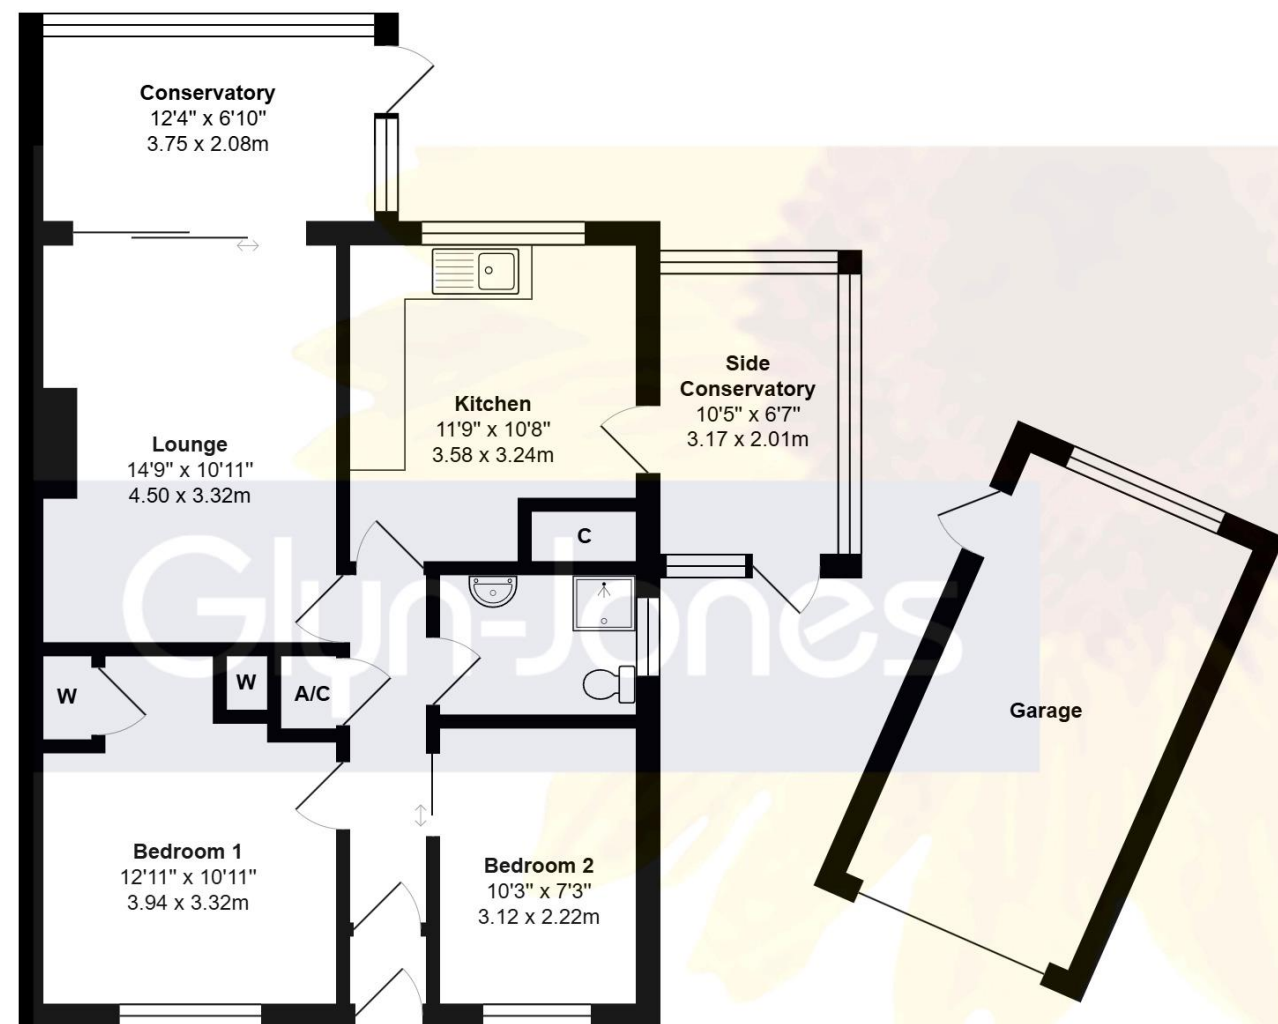 Conservatory
12'4" x 6'10"
3.75 x 2.08m
Side
Conservatory
10'5" x 6'7"
3.17 x 2.01m
Kitchen
11'9" x 10'8"
3.58 x 3.24m
Lounge
14'9" x 10'11"
4.50 x 3.32m
C
Glyn-Jones
W
W
A/C
Garage
Bedroom 1
12'11" x 10'11"
3.94 x 3.32m
Bedroom 2
10'3" x 7'3"
3.12 x 2.22m